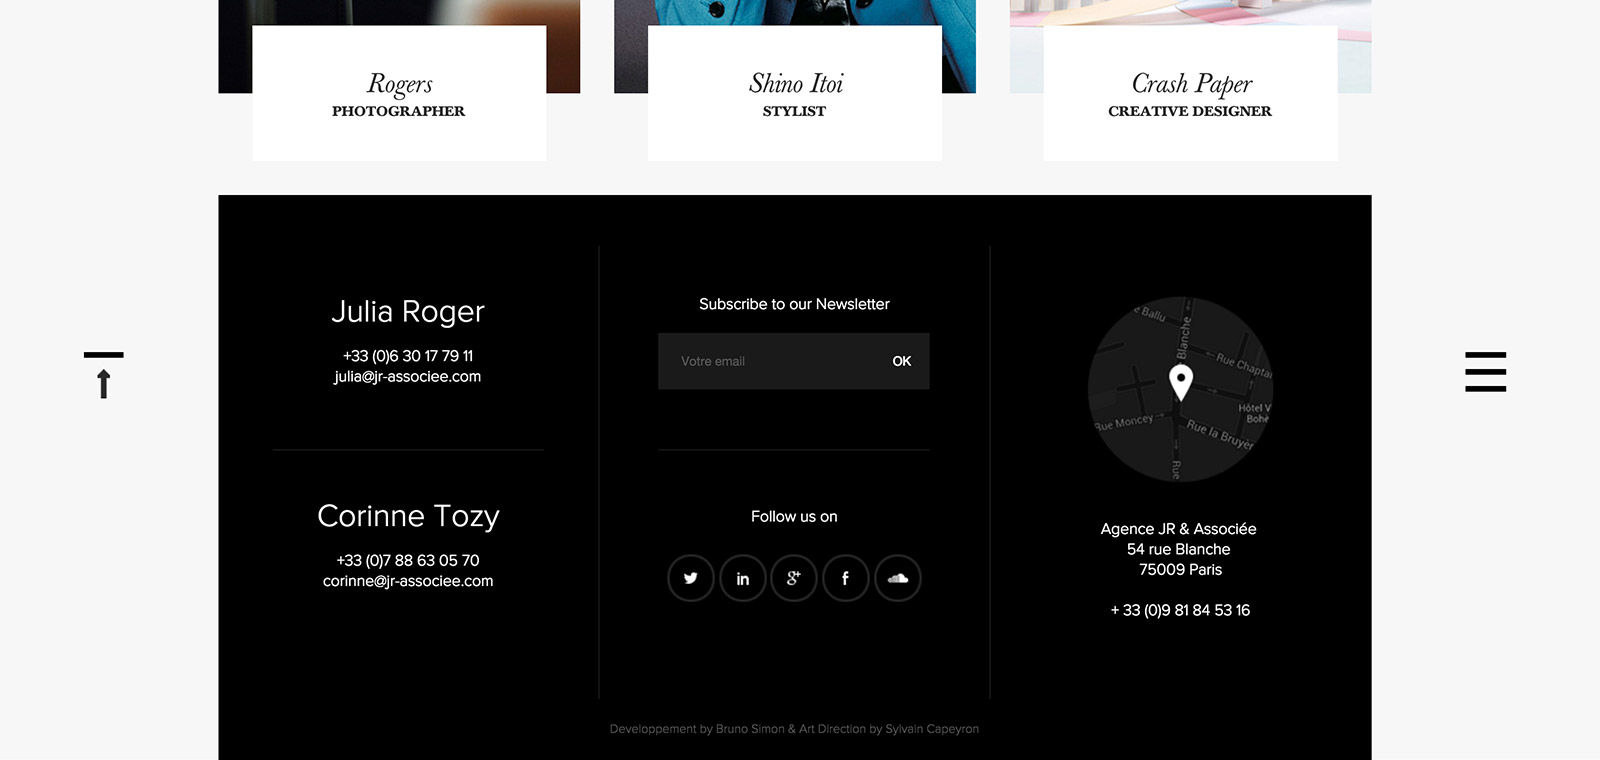 Rogers
PHOTOGRAPHER
Shino Itoi
STYLIST
Crash Paper
CREATIVE DESIGNER
Julia Roger
+33 (0)6 30 17 79 11
julia@jr-associee.com
Corinne Tozy
+33 (0)7 88 63 05 70
corinne@jr-associee.com
Subscribe to our Newsletter
Votre email OK
Follow us on
in
g+
f
Ballu
Blanche
Rue Chaptal
Hôtel V
Bohè
Rue Moncey
Rue la Bruyèr
Rue
Agence JR & Associée
54 rue Blanche
75009 Paris
+ 33 (0)9 81 84 53 16
Developpement by Bruno Simon & Art Direction by Sylvain Capeyron